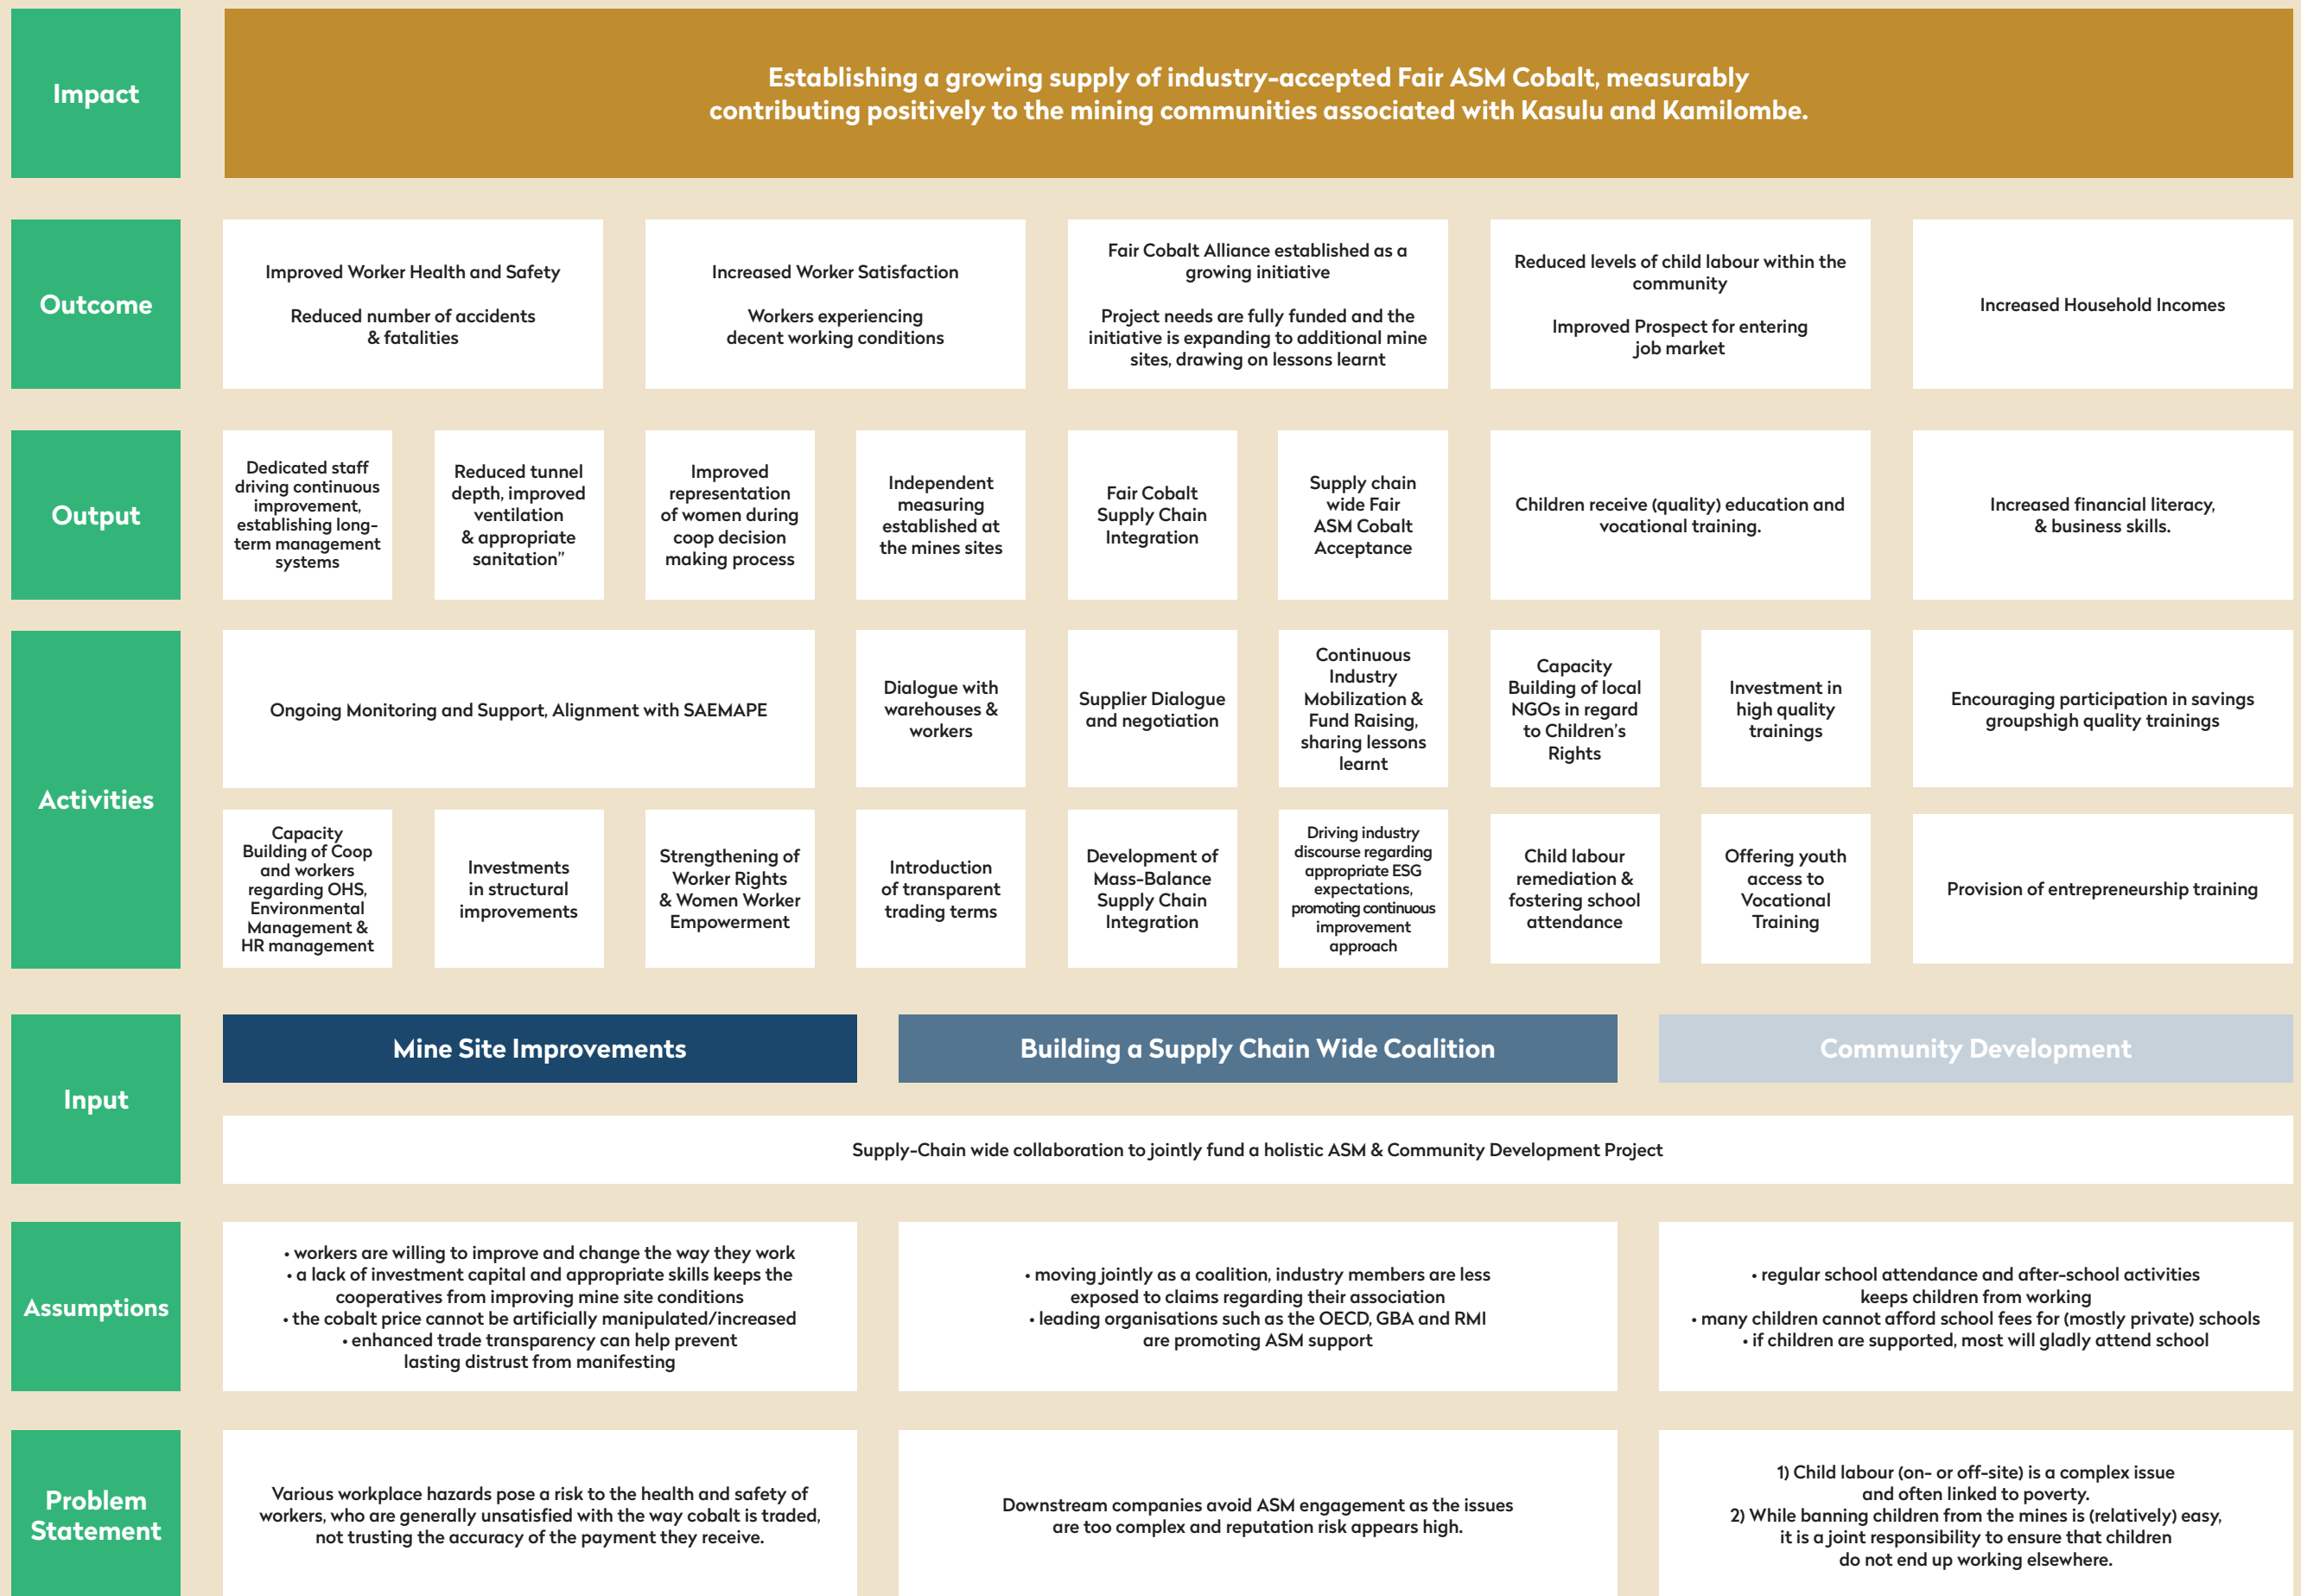 Impact
Establishing a growing supply of industry-accepted Fair ASM Cobalt, measurably
contributing positively to the mining communities associated with Kasulu and Kamilombe.
Outcome
Improved Worker Health and Safety
Reduced number of accidents
& fatalities
Increased Worker Satisfaction
Workers experiencing
decent working conditions
Fair Cobalt Alliance established as a
growing initiative
Project needs are fully funded and the
initiative is expanding to additional mine
sites, drawing on lessons learnt
Reduced levels of child labour within the
community
Improved Prospect for entering
job market
Increased Household Incomes
Output
Dedicated staff
driving continuous
improvement,
establishing long-
term management
systems
Reduced tunnel
depth, improved
ventilation
& appropriate
sanitation”
Improved
representation
of women during
coop decision
making process
Independent
measuring
established at
the mines sites
Fair Cobalt
Supply Chain
Integration
Supply chain
wide Fair
ASM Cobalt
Acceptance
Children receive (quality) education and
vocational training.
Increased financial literacy,
& business skills.
Activities
Ongoing Monitoring and Support, Alignment with SAEMAPE
Dialogue with
warehouses &
workers
Supplier Dialogue
and negotiation
Continuous
Industry
Mobilization &
Fund Raising,
sharing lessons
learnt
Capacity
Building of local
NGOs in regard
to Children’s
Rights
Investment in
high quality
trainings
Encouraging participation in savings
groupshigh quality trainings
Capacity
Building of Coop
and workers
regarding OHS,
Environmental
Management &
HR management
Investments
in structural
improvements
Strengthening of
Worker Rights
& Women Worker
Empowerment
Introduction
of transparent
trading terms
Development of
Mass-Balance
Supply Chain
Integration
Driving industry
discourse regarding
appropriate ESG
expectations,
promoting continuous
improvement
approach
Child labour
remediation &
fostering school
attendance
Offering youth
access to
Vocational
Training
Provision of entrepreneurship training
Input
Mine Site Improvements
Building a Supply Chain Wide Coalition
Community Development
Supply-Chain wide collaboration to jointly fund a holistic ASM & Community Development Project
Assumptions
• workers are willing to improve and change the way they work
• a lack of investment capital and appropriate skills keeps the
cooperatives from improving mine site conditions
• the cobalt price cannot be artificially manipulated/increased
• enhanced trade transparency can help prevent
lasting distrust from manifesting
• moving jointly as a coalition, industry members are less
exposed to claims regarding their association
• leading organisations such as the OECD, GBA and RMI
are promoting ASM support
• regular school attendance and after-school activities
keeps children from working
• many children cannot afford school fees for (mostly private) schools
• if children are supported, most will gladly attend school
Problem
Statement
Various workplace hazards pose a risk to the health and safety of
workers, who are generally unsatisfied with the way cobalt is traded,
not trusting the accuracy of the payment they receive.
Downstream companies avoid ASM engagement as the issues
are too complex and reputation risk appears high.
1) Child labour (on- or off-site) is a complex issue
and often linked to poverty.
2) While banning children from the mines is (relatively) easy,
it is a joint responsibility to ensure that children
do not end up working elsewhere.